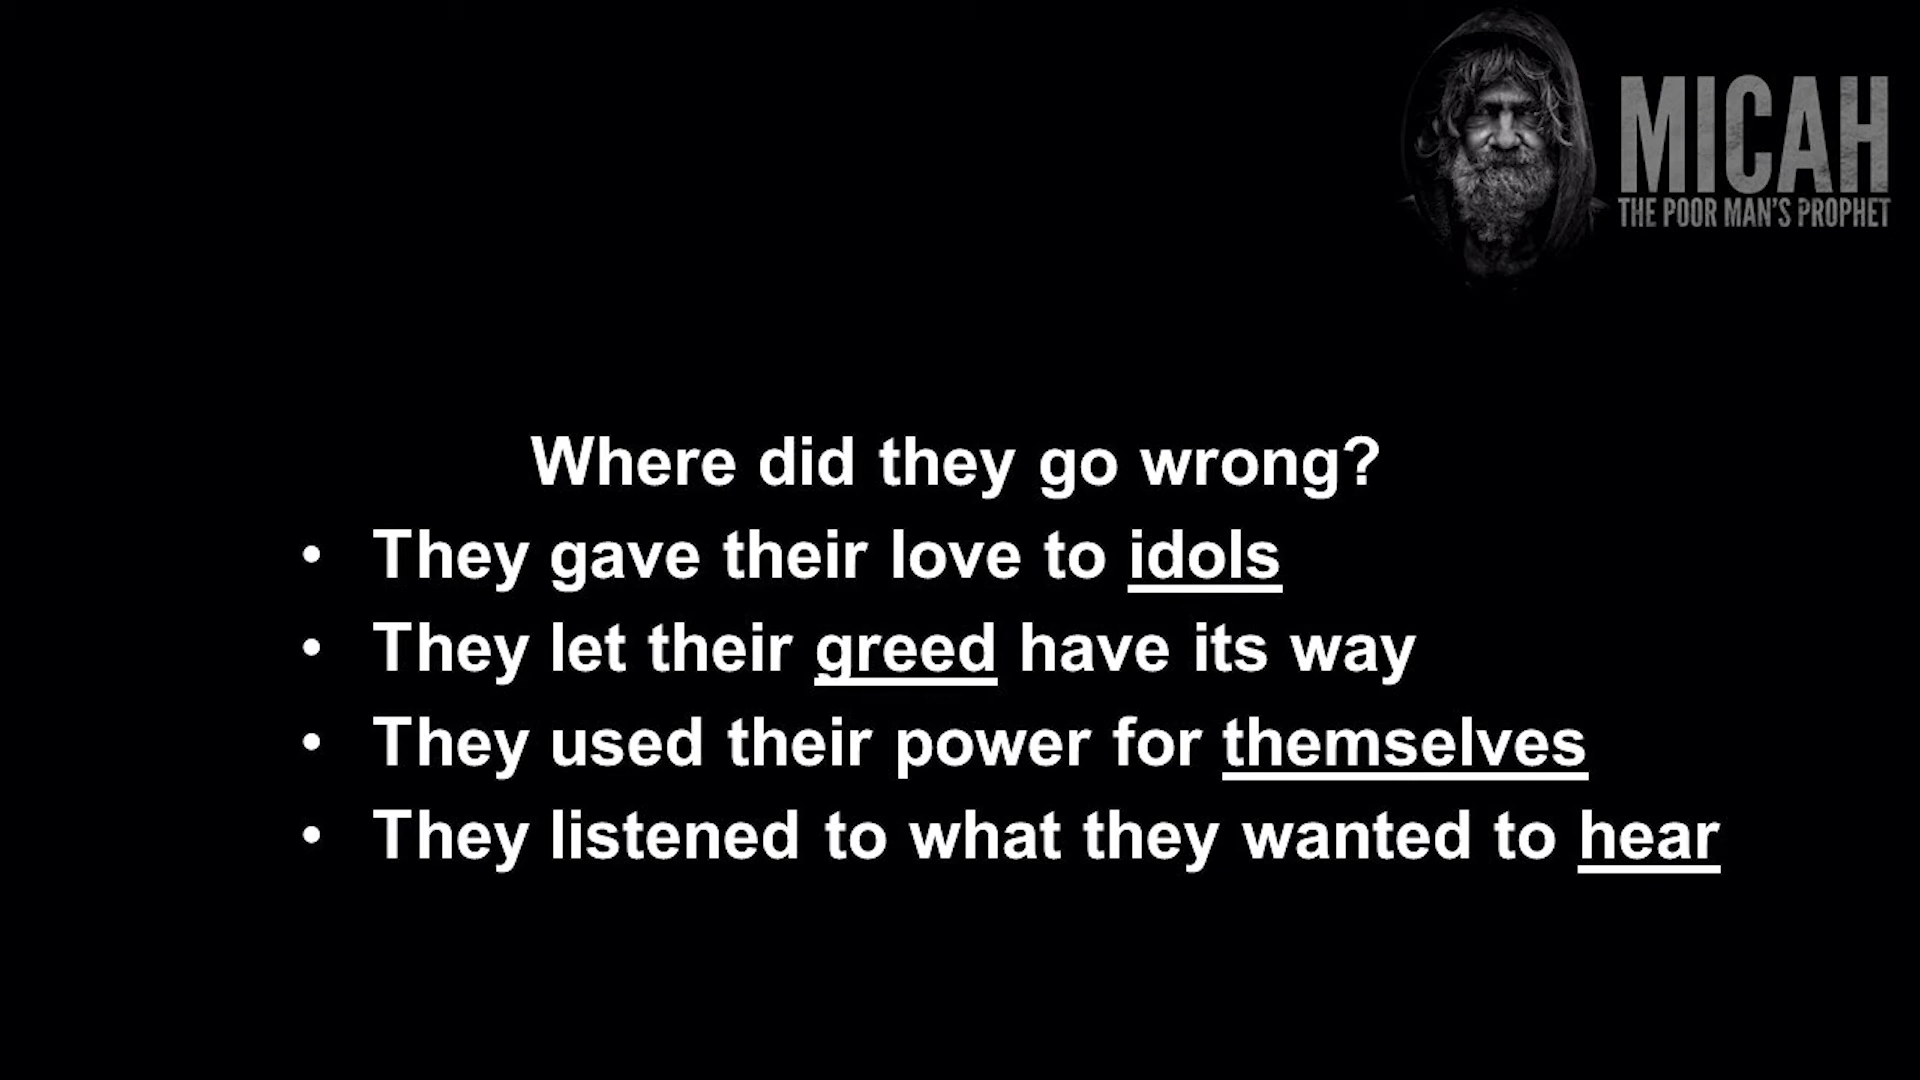 MICAH
THE POOR MAN'S PROPHET
Where did they go wrong?
• They gave their love to idols
• They let their greed have its way
• They used their power for themselves
• They listened to what they wanted to hear